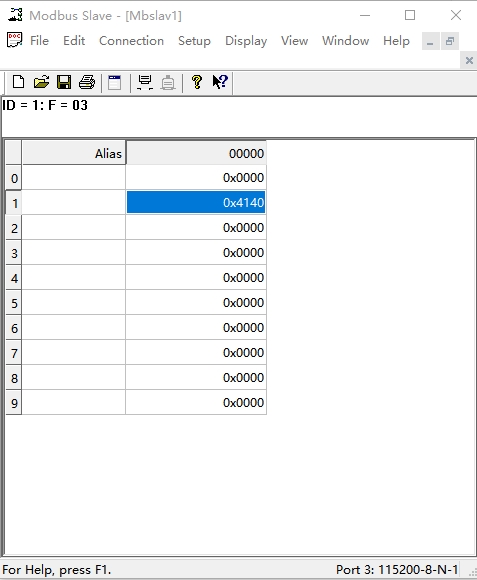 Modbus Slave - [Mbslav1]
File Edit Connection Setup Display View Window Help
ID = 1: F = 03
Alias 00000
0 0x0000
1 0x4140
2 0x0000
3 0x0000
4 0x0000
5 0x0000
6 0x0000
7 0x0000
8 0x0000
9 0x0000
For Help, press F1. Port 3: 115200-8-N-1